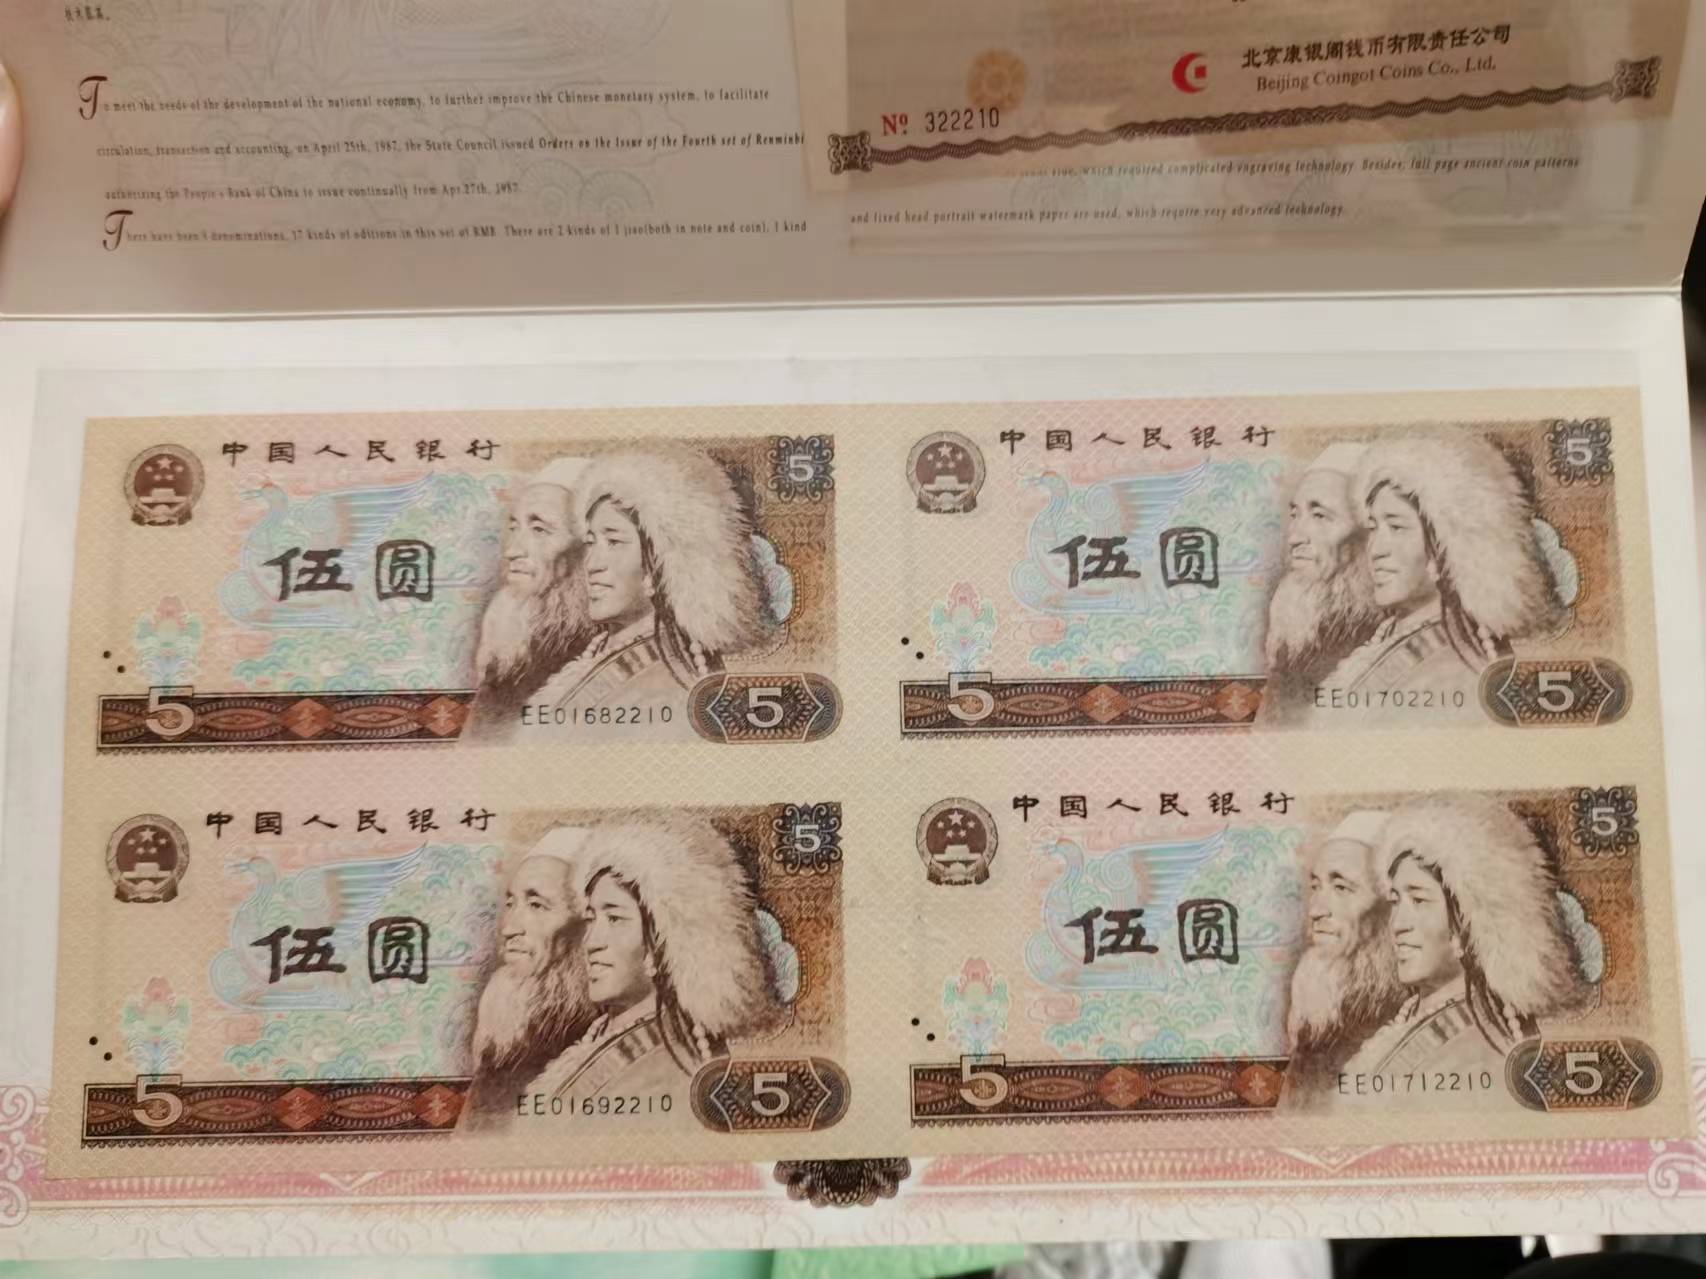 技术最高。
To meet the needs of the development of the national economy, to further improve the Chinese monetary system, to facilitate
circulation, transaction and accounting, on April 25th, 1987, the State Council issued Orders on the Issue of the Fourth set of Renminbi
authorizing the People's Bank of China to issue continually from Apr.27th, 1987.
There have been 9 denominations, 17 kinds of editions in this set of RMB. There are 2 kinds of 1 jiao(both in note and coin), 1 kind
北京康银阁钱币有限责任公司
Beijing Coingot Coins Co., Ltd.
№ 322210
side, which required complicated engraving technology. Besides, full page ancient coin patterns
and fixed head portrait watermark paper are used, which require very advanced technology.
中国人民银行
5
伍圆
5
EE01682210
5
中国人民银行
5
伍圆
5
EE01702210
5
中国人民银行
5
伍圆
5
EE01692210
5
中国人民银行
5
伍圆
5
EE01712210
5